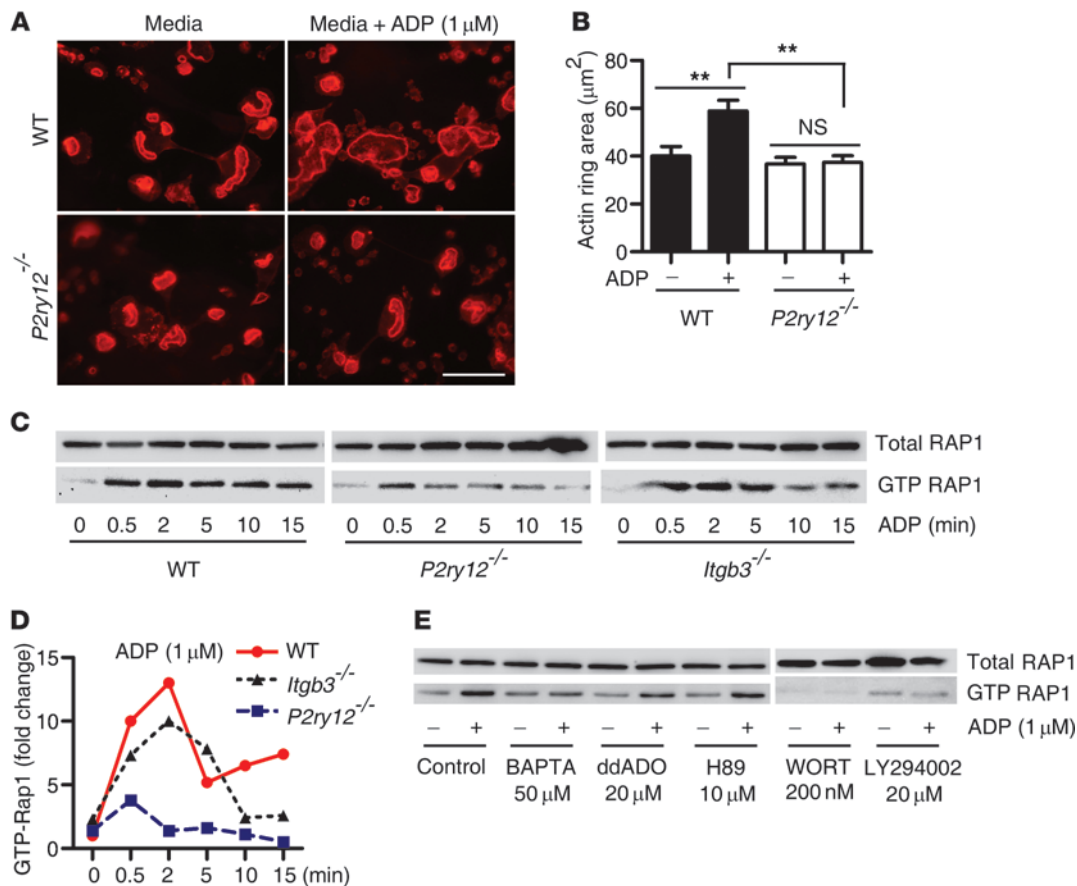 A
Media
Media + ADP (1 μM)
WT
P2ry12-/-
B
Actin ring area (μm2)
80
60
40
20
0
**
**
NS
ADP – + – +
WT P2ry12-/-
C
Total RAP1
GTP RAP1
0 0.5 2 5 10 15 0 0.5 2 5 10 15 0 0.5 2 5 10 15 ADP (min)
WT P2ry12-/- Itgb3-/-
D
GTP-Rap1 (fold change)
15
10
5
0
ADP (1 μM)
WT
Itgb3-/-
P2ry12-/-
0 0.5 2 5 10 15 (min)
E
Total RAP1
GTP RAP1
– + – + – + – + – + – + ADP (1 μM)
Control BAPTA ddADO H89 WORT LY294002
50 μM 20 μM 10 μM 200 nM 20 μM